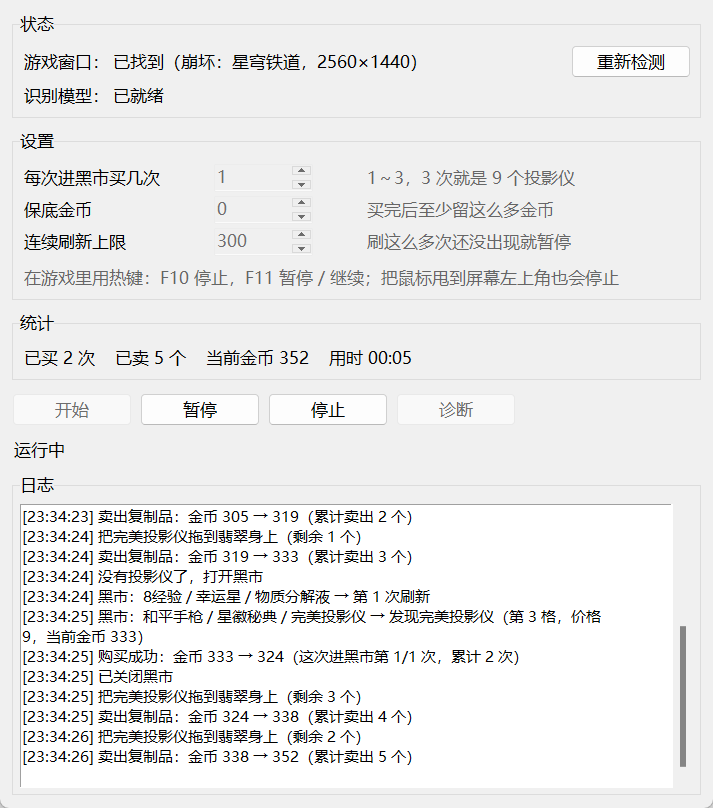 状态
游戏窗口： 已找到（崩坏：星穹铁道，2560×1440）
重新检测
识别模型： 已就绪
设置
每次进黑市买几次 1 1 ~ 3，3 次就是 9 个投影仪
保底金币 0 买完后至少留这么多金币
连续刷新上限 300 刷这么多次还没出现就暂停
在游戏里用热键：F10 停止，F11 暂停 / 继续；把鼠标甩到屏幕左上角也会停止
统计
已买 2 次 已卖 5 个 当前金币 352 用时 00:05
开始 暂停 停止 诊断
运行中
日志
[23:34:23] 卖出复制品：金币 305 → 319（累计卖出 2 个）
[23:34:24] 把完美投影仪拖到翡翠身上（剩余 1 个）
[23:34:24] 卖出复制品：金币 319 → 333（累计卖出 3 个）
[23:34:24] 没有投影仪了，打开黑市
[23:34:24] 黑市：8经验 / 幸运星 / 物质分解液 → 第 1 次刷新
[23:34:25] 黑市：和平手枪 / 星徽秘典 / 完美投影仪 → 发现完美投影仪（第 3 格，价格
9，当前金币 333）
[23:34:25] 购买成功：金币 333 → 324（这次进黑市第 1/1 次，累计 2 次）
[23:34:25] 已关闭黑市
[23:34:25] 把完美投影仪拖到翡翠身上（剩余 3 个）
[23:34:25] 卖出复制品：金币 324 → 338（累计卖出 4 个）
[23:34:26] 把完美投影仪拖到翡翠身上（剩余 2 个）
[23:34:26] 卖出复制品：金币 338 → 352（累计卖出 5 个）